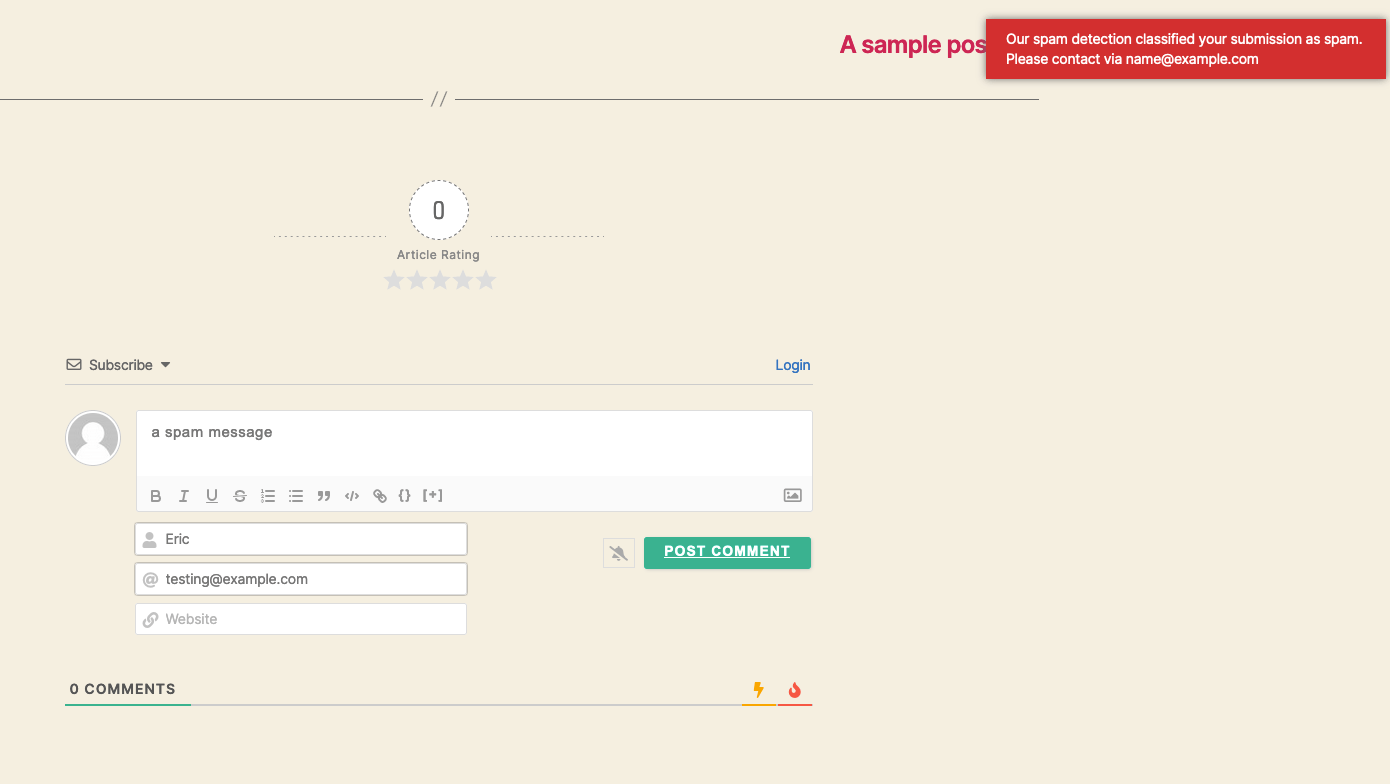 A sample pos
Our spam detection classified your submission as spam.
Please contact via name@example.com
//
0
Article Rating
Subscribe
Login
a spam message
B I U S {} [+]
Eric
POST COMMENT
@ testing@example.com
Website
0 COMMENTS